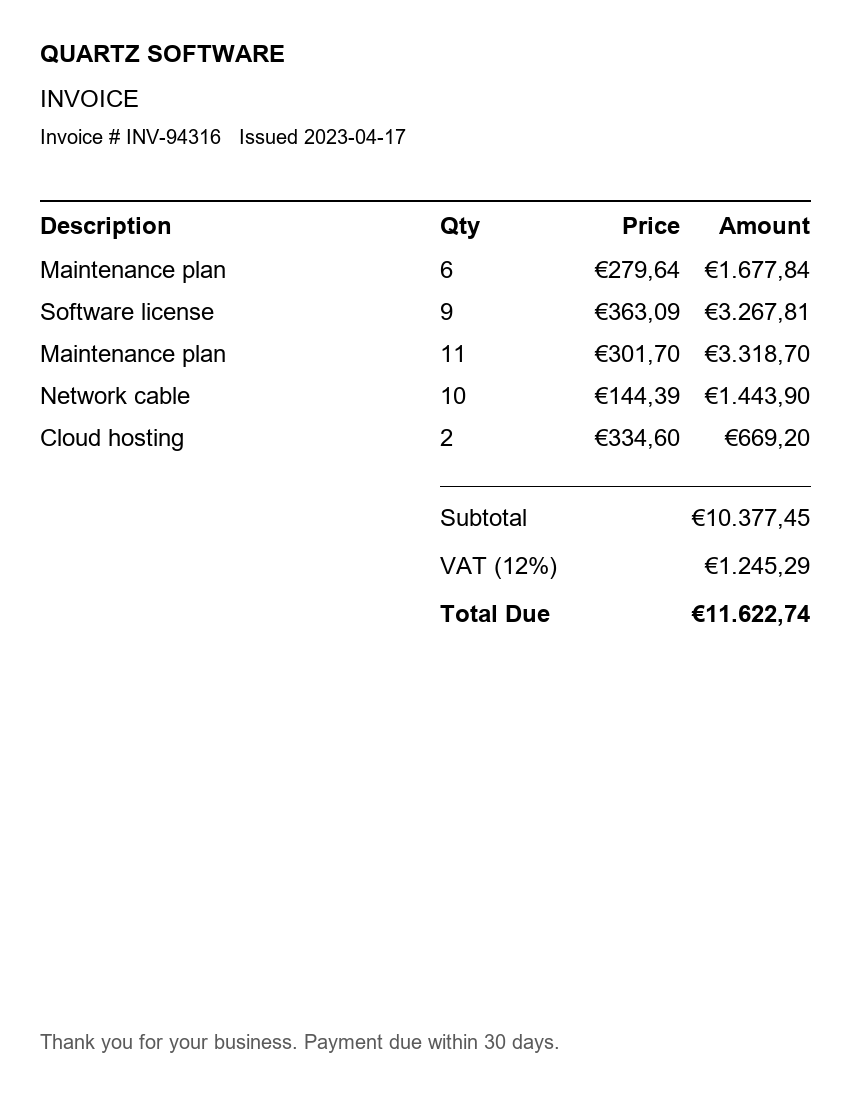 QUARTZ SOFTWARE
INVOICE
Invoice # INV-94316 Issued 2023-04-17
Description Qty Price Amount
Maintenance plan 6 €279,64 €1.677,84
Software license 9 €363,09 €3.267,81
Maintenance plan 11 €301,70 €3.318,70
Network cable 10 €144,39 €1.443,90
Cloud hosting 2 €334,60 €669,20
Subtotal €10.377,45
VAT (12%) €1.245,29
Total Due €11.622,74
Thank you for your business. Payment due within 30 days.